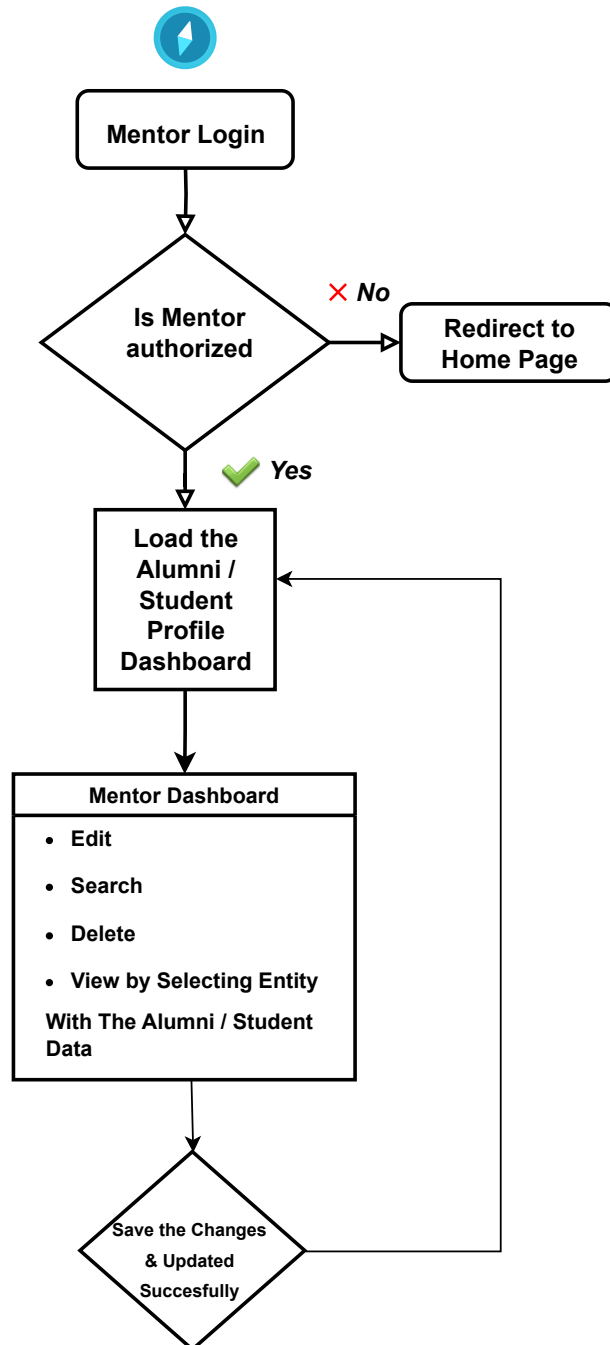 Mentor Login
Is Mentor
authorized
No
Redirect to
Home Page
Yes
Load the
Alumni /
Student
Profile
Dashboard
Mentor Dashboard
• Edit
• Search
• Delete
• View by Selecting Entity
With The Alumni / Student
Data
Save the Changes
& Updated
Succesfully